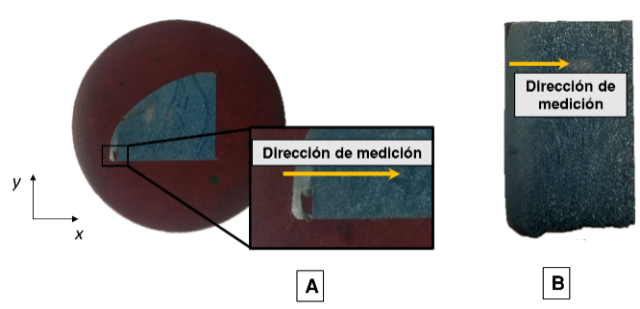 Dirección de medición
Dirección de
medición
y
x
A
B